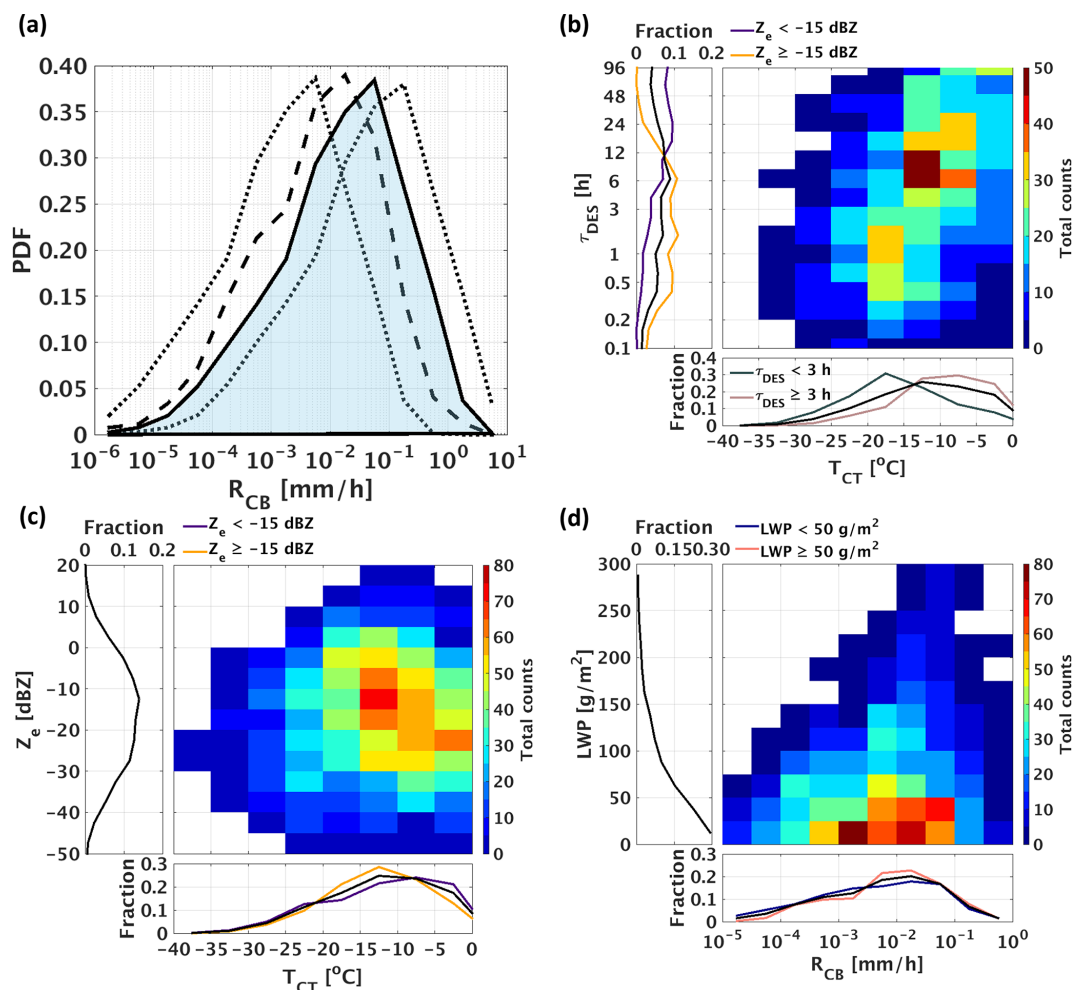 (a)
0.40
0.35
0.30
0.25
0.20
0.15
0.10
0.05
0
PDF
10⁻⁶ 10⁻⁵ 10⁻⁴ 10⁻³ 10⁻² 10⁻¹ 10⁰ 10¹
R_CB [mm/h]
(b)
Fraction
0 0.1 0.2
Z_e < -15 dBZ
Z_e ≥ -15 dBZ
96
48
24
12
6
3
1
0.5
0.2
0.1
τ_DES [h]
50
40
30
20
10
0
Total counts
0.4
0.3
0.2
0.1
0
Fraction
τ_DES < 3 h
τ_DES ≥ 3 h
-40 -35 -30 -25 -20 -15 -10 -5 0
T_CT [°C]
(c)
Fraction
0 0.1 0.2
Z_e < -15 dBZ
Z_e ≥ -15 dBZ
20
10
0
-10
-20
-30
-40
-50
Z_e [dBZ]
80
70
60
50
40
30
20
10
0
Total counts
0.3
0.2
0.1
0
Fraction
-40 -35 -30 -25 -20 -15 -10 -5 0
T_CT [°C]
(d)
Fraction
0 0.15 0.30
LWP < 50 g/m²
LWP ≥ 50 g/m²
300
250
200
150
100
50
0
LWP [g/m²]
80
70
60
50
40
30
20
10
0
Total counts
0.3
0.2
0.1
0
Fraction
10⁻⁵ 10⁻⁴ 10⁻³ 10⁻² 10⁻¹ 10⁰
R_CB [mm/h]